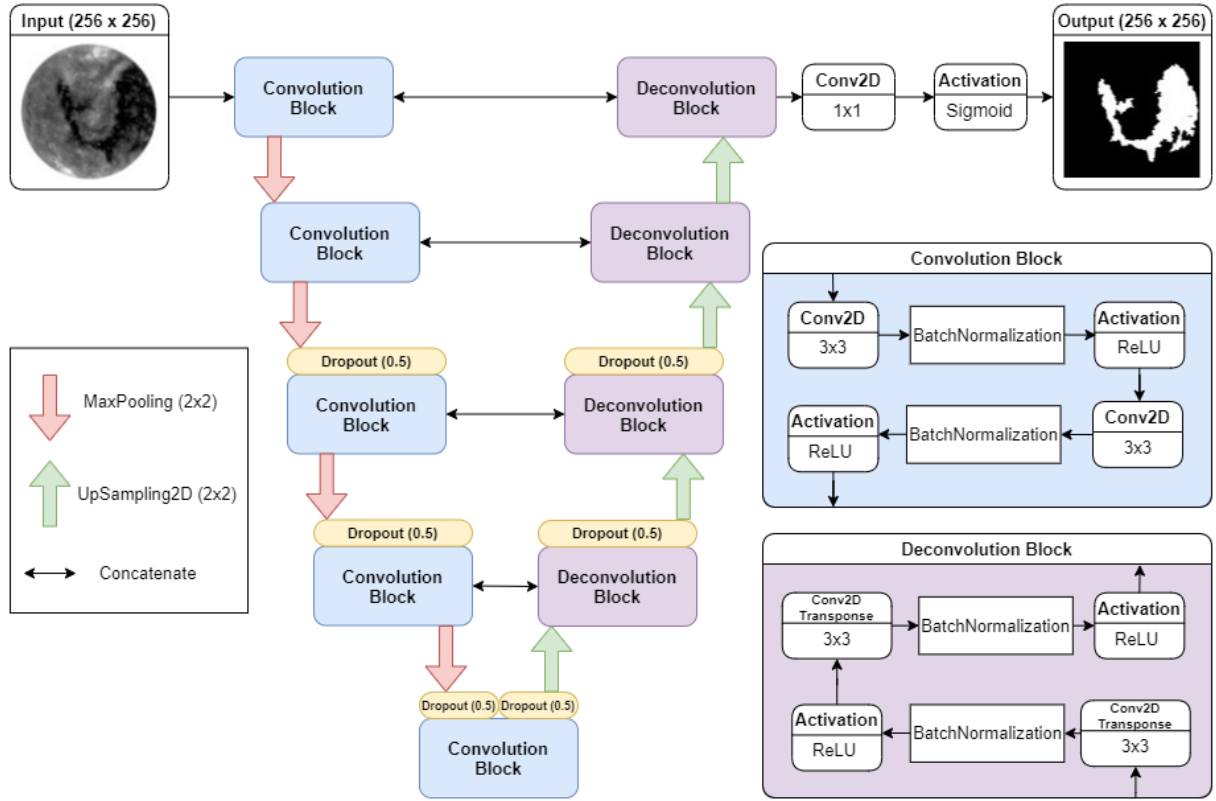 Input (256 x 256)
Output (256 x 256)
Convolution
Block
Deconvolution
Block
Conv2D
1x1
Activation
Sigmoid
Convolution
Block
Deconvolution
Block
MaxPooling (2x2)
UpSampling2D (2x2)
Concatenate
Dropout (0.5)
Convolution
Block
Dropout (0.5)
Deconvolution
Block
Dropout (0.5)
Convolution
Block
Dropout (0.5)
Deconvolution
Block
Dropout (0.5)
Dropout (0.5)
Convolution
Block
Convolution Block
Conv2D
3x3
BatchNormalization
Activation
ReLU
Activation
ReLU
BatchNormalization
Conv2D
3x3
Deconvolution Block
Conv2D
Transponse
3x3
BatchNormalization
Activation
ReLU
Activation
ReLU
BatchNormalization
Conv2D
Transponse
3x3